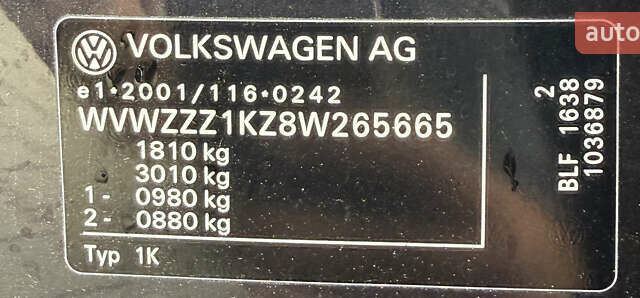 VOLKSWAGEN AG
e1*2001/116*0242
WVWZZZ1KZ8W265665
1810 kg
3010 kg
1- 0980 kg
2- 0880 kg
Typ 1K
2
BLF 1638
1036879
auto